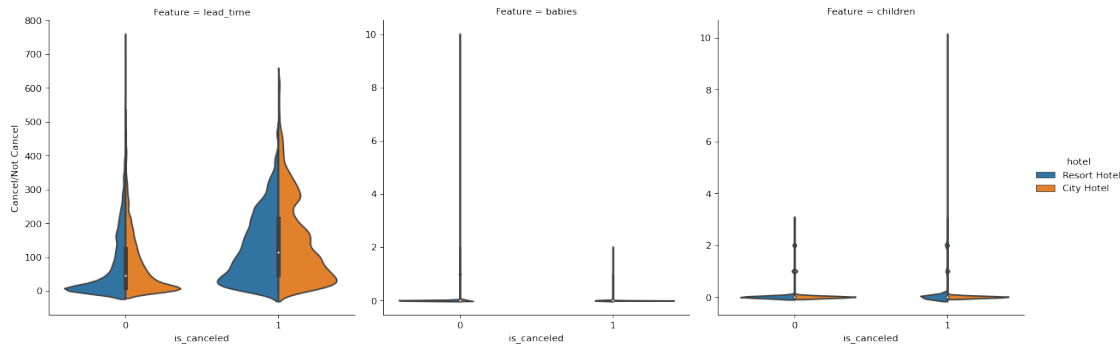 Feature = lead_time
Cancel/Not Cancel
800
700
600
500
400
300
200
100
0
0
1
is_canceled
Feature = babies
10
8
6
4
2
0
0
1
is_canceled
Feature = children
10
8
6
4
2
0
0
1
is_canceled
hotel
Resort Hotel
City Hotel